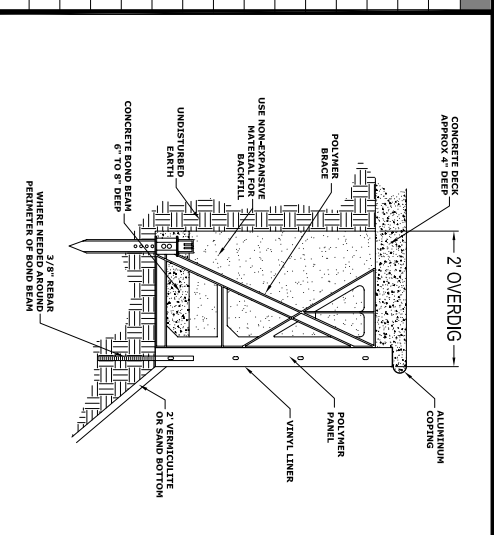 2' OVERDIG
ALUMINUM
COPING
CONCRETE DECK
APPROX 4" DEEP
POLYMER
BRACE
USE NON-EXPANSIVE
MATERIAL FOR
BACKFILL
UNDISTURBED
EARTH
CONCRETE BOND BEAM
6" TO 8" DEEP
3/8" REBAR
WHERE NEEDED AROUND
PERIMETER OF BOND BEAM
POLYMER
PANEL
VINYL LINER
2' VERMICULITE
OR SAND BOTTOM